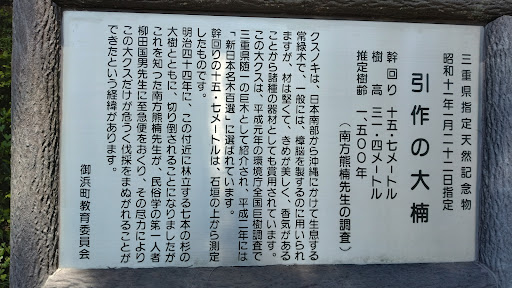 三重県指定天然記念物
昭和十二年一月二十二日指定
引作の大楠
幹回り 十五・七メートル
樹高 三一・四メートル
推定樹齢 一、五〇〇年
(南方熊楠先生の調査)
クスノキは、日本南部から沖縄にかけて生息する
常緑木で、一般には、樟脳を製するのに用いられ
ますが、材は堅くて、きめが美しく、香気がある
ことから諸種の器材としても賞用されています。
この大クスは、平成元年の環境庁全国巨樹調査で
三重県随一の巨木として紹介され、平成二年には
「新日本名木百選」に選ばれています。
幹回りの十五・七メートルは、石垣の上から測定
したものです。
明治四十四年に、この付近に林立する七本の杉の
大樹とともに、切り倒されることになりましたが
これを知った南方熊楠先生が、民俗学の第一人者
柳田国男先生に至急便をおくり、その尽力により
この大クスだけが危うく伐採をまぬがれることが
できたという経緯があります。
御浜町教育委員会